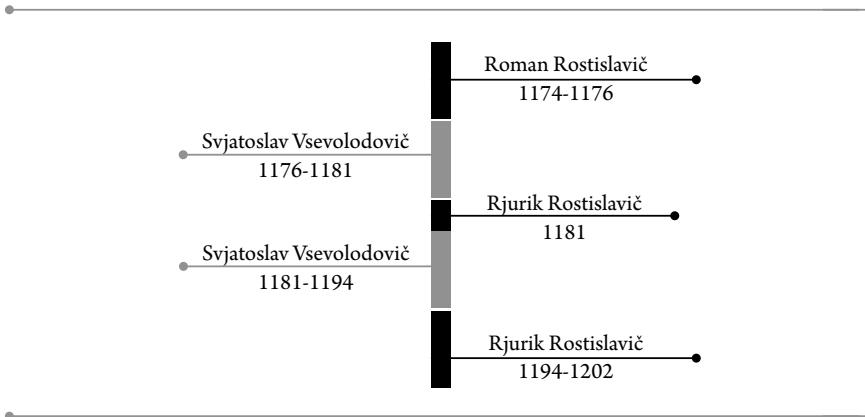 Roman Rostislavič
1174-1176
Svjatoslav Vsevolodovič
1176-1181
Rjurik Rostislavič
1181
Svjatoslav Vsevolodovič
1181-1194
Rjurik Rostislavič
1194-1202